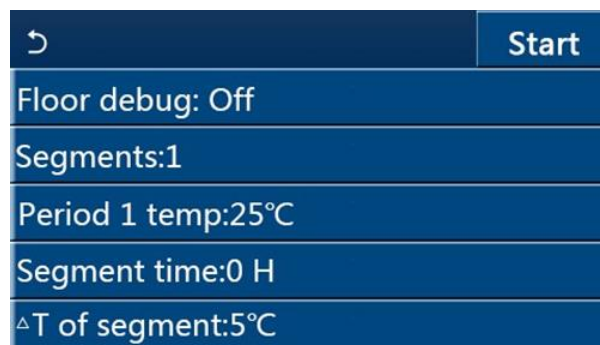 Start
Floor debug: Off
Segments:1
Period 1 temp:25℃
Segment time:0 H
△T of segment:5℃